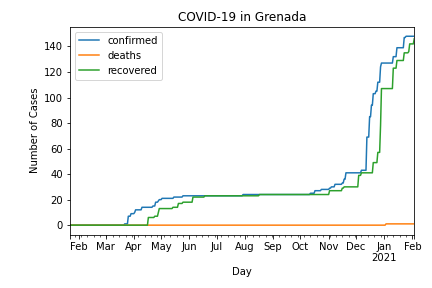 COVID-19 in Grenada
confirmed
deaths
recovered
Number of Cases
140
120
100
80
60
40
20
0
Feb Mar Apr May Jun Jul Aug Sep Oct Nov Dec Jan Feb
2021
Day